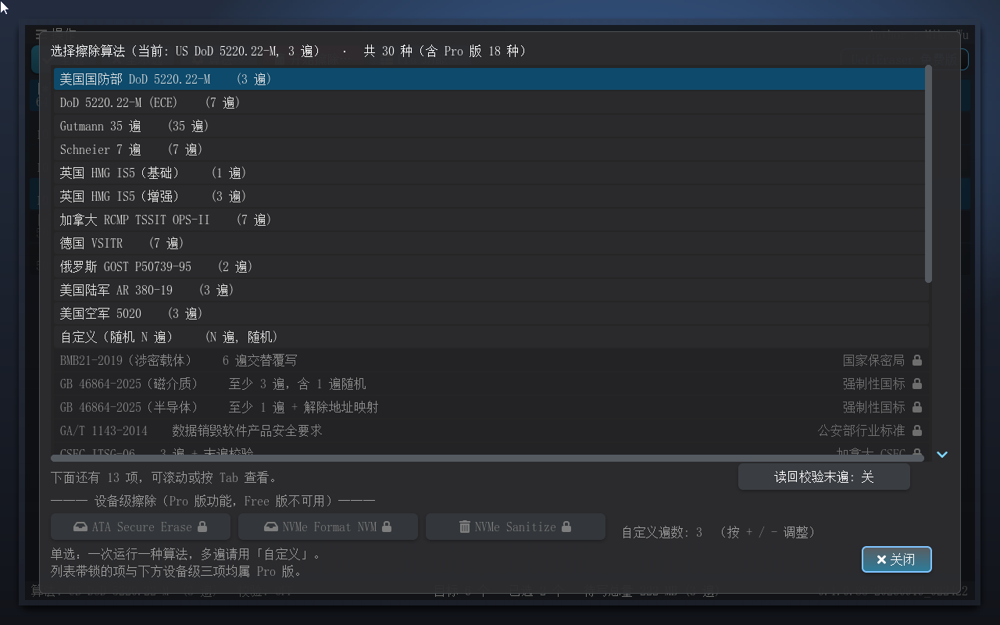 选择擦除算法（当前: US DoD 5220.22-M, 3 遍） · 共 30 种（含 Pro 版 18 种）
美国国防部 DoD 5220.22-M (3 遍)
DoD 5220.22-M (ECE) (7 遍)
Gutmann 35 遍 (35 遍)
Schneier 7 遍 (7 遍)
英国 HMG IS5（基础） (1 遍)
英国 HMG IS5（增强） (3 遍)
加拿大 RCMP TSSIT OPS-II (7 遍)
德国 VSITR (7 遍)
俄罗斯 GOST P50739-95 (2 遍)
美国陆军 AR 380-19 (3 遍)
美国空军 5020 (3 遍)
自定义（随机 N 遍） (N 遍, 随机)
BMB21-2019（涉密载体） 6 遍交替覆写 国家保密局
GB 46864-2025（磁介质） 至少 3 遍，含 1 遍随机 强制性国标
GB 46864-2025（半导体） 至少 1 遍 + 解除地址映射 强制性国标
GA/T 1143-2014 数据销毁软件产品安全要求 公安部行业标准
CSEC ITSG-06 3 遍 + 末遍校验 加拿大 CSEC
下面还有 13 项，可滚动或按 Tab 查看。
读回校验末遍: 关
——— 设备级擦除（Pro 版功能，Free 版不可用）———
ATA Secure Erase
NVMe Format NVM
NVMe Sanitize
自定义遍数: 3 （按 + / - 调整）
单选: 一次运行一种算法，多遍请用「自定义」。
列表带锁的项与下方设备级三项均属 Pro 版。
关闭